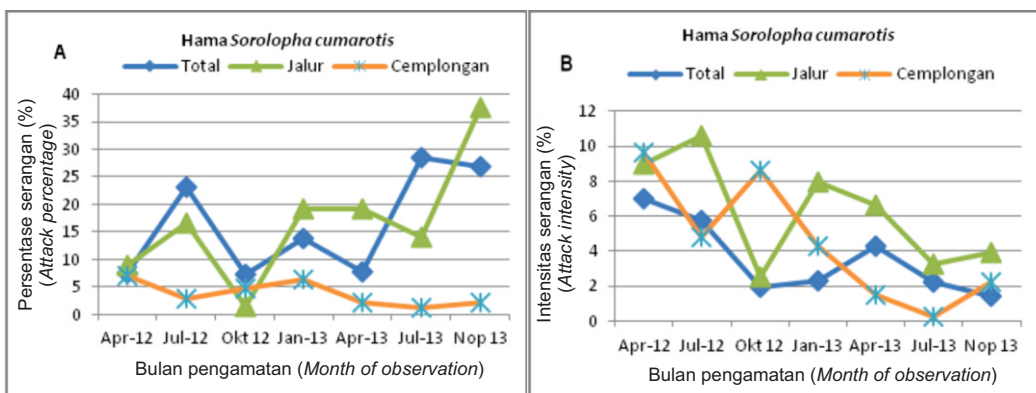 A
Hama Sorolopha cumarotis
Total Jalur Cemplongan
Persentase serangan (%)
(Attack percentage)
40
35
30
25
20
15
10
5
0
Apr-12 Jul-12 Okt 12 Jan-13 Apr-13 Jul-13 Nop 13
Bulan pengamatan (Month of observation)
B
Hama Sorolopha cumarotis
Total Jalur Cemplongan
Intensitas serangan (%)
(Attack intensity)
12
10
8
6
4
2
0
Apr-12 Jul-12 Okt 12 Jan-13 Apr-13 Jul-13 Nop 13
Bulan pengamatan (Month of observation)